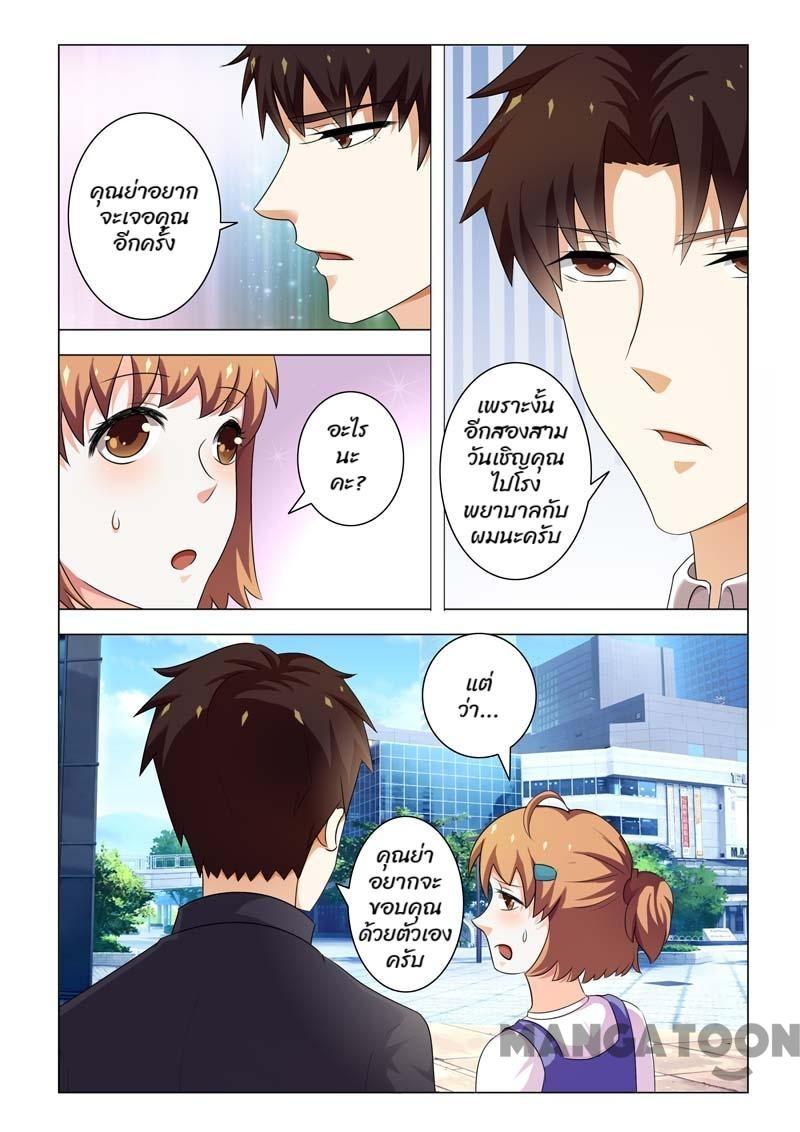 คุณย่าอยาก
จะเจอคุณ
อีกครั้ง
อะไร
นะ
คะ?
เพราะงั้น
อีกสองสาม
วันเชิญคุณ
ไปโรง
พยาบาลกับ
ผมนะครับ
แต่
ว่า...
คุณย่า
อยากจะ
ขอบคุณ
ด้วยตัวเอง
ครับ
MANGATOON